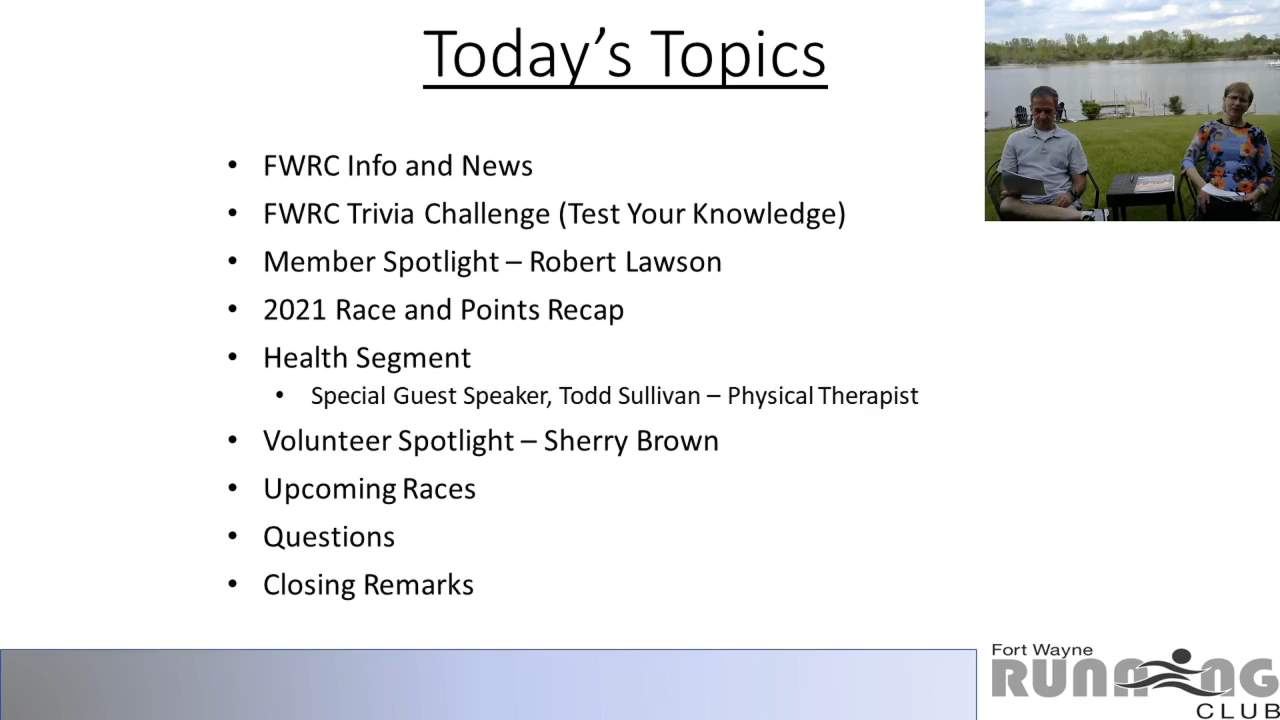 Today’s Topics
• FWRC Info and News
• FWRC Trivia Challenge (Test Your Knowledge)
• Member Spotlight – Robert Lawson
• 2021 Race and Points Recap
• Health Segment
• Special Guest Speaker, Todd Sullivan – Physical Therapist
• Volunteer Spotlight – Sherry Brown
• Upcoming Races
• Questions
• Closing Remarks
Fort Wayne
RUNNING
CLUB